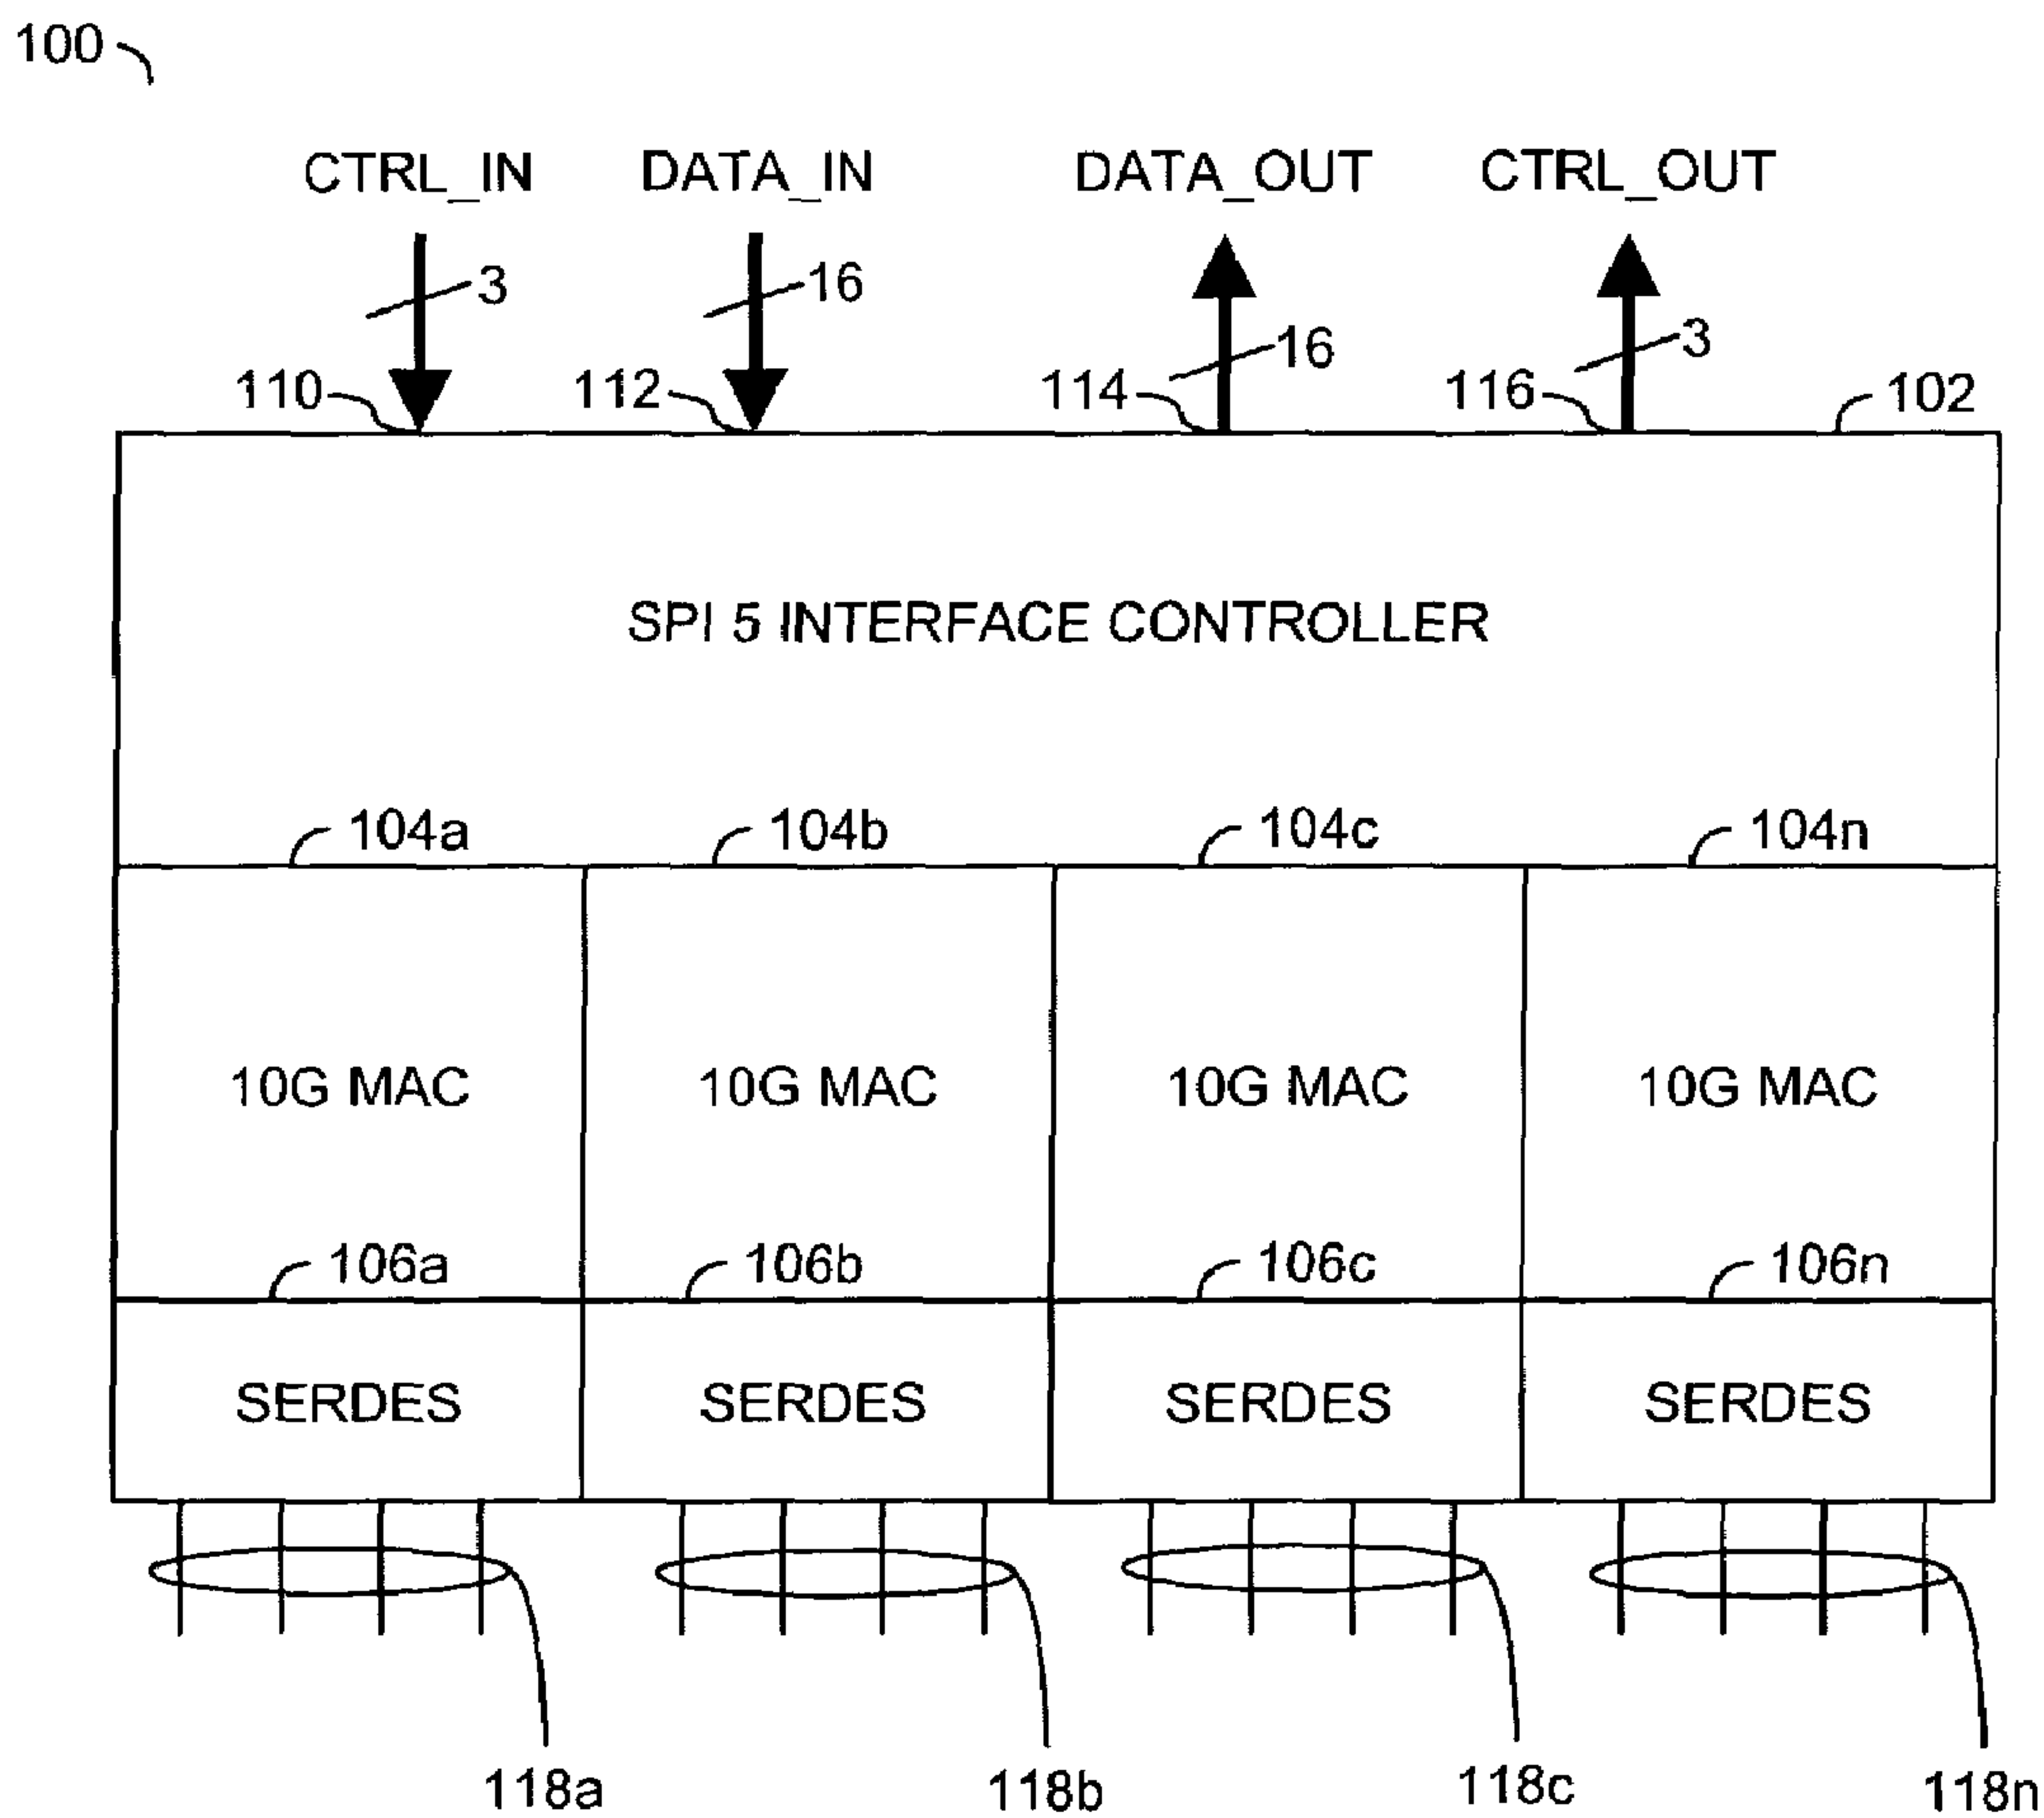 100
CTRL_IN DATA_IN DATA_OUT CTRL_OUT
3 16 16 3
110 112 114 116 102
SPI 5 INTERFACE CONTROLLER
104a 104b 104c 104n
10G MAC 10G MAC 10G MAC 10G MAC
106a 106b 106c 106n
SERDES SERDES SERDES SERDES
118a 118b 118c 118n